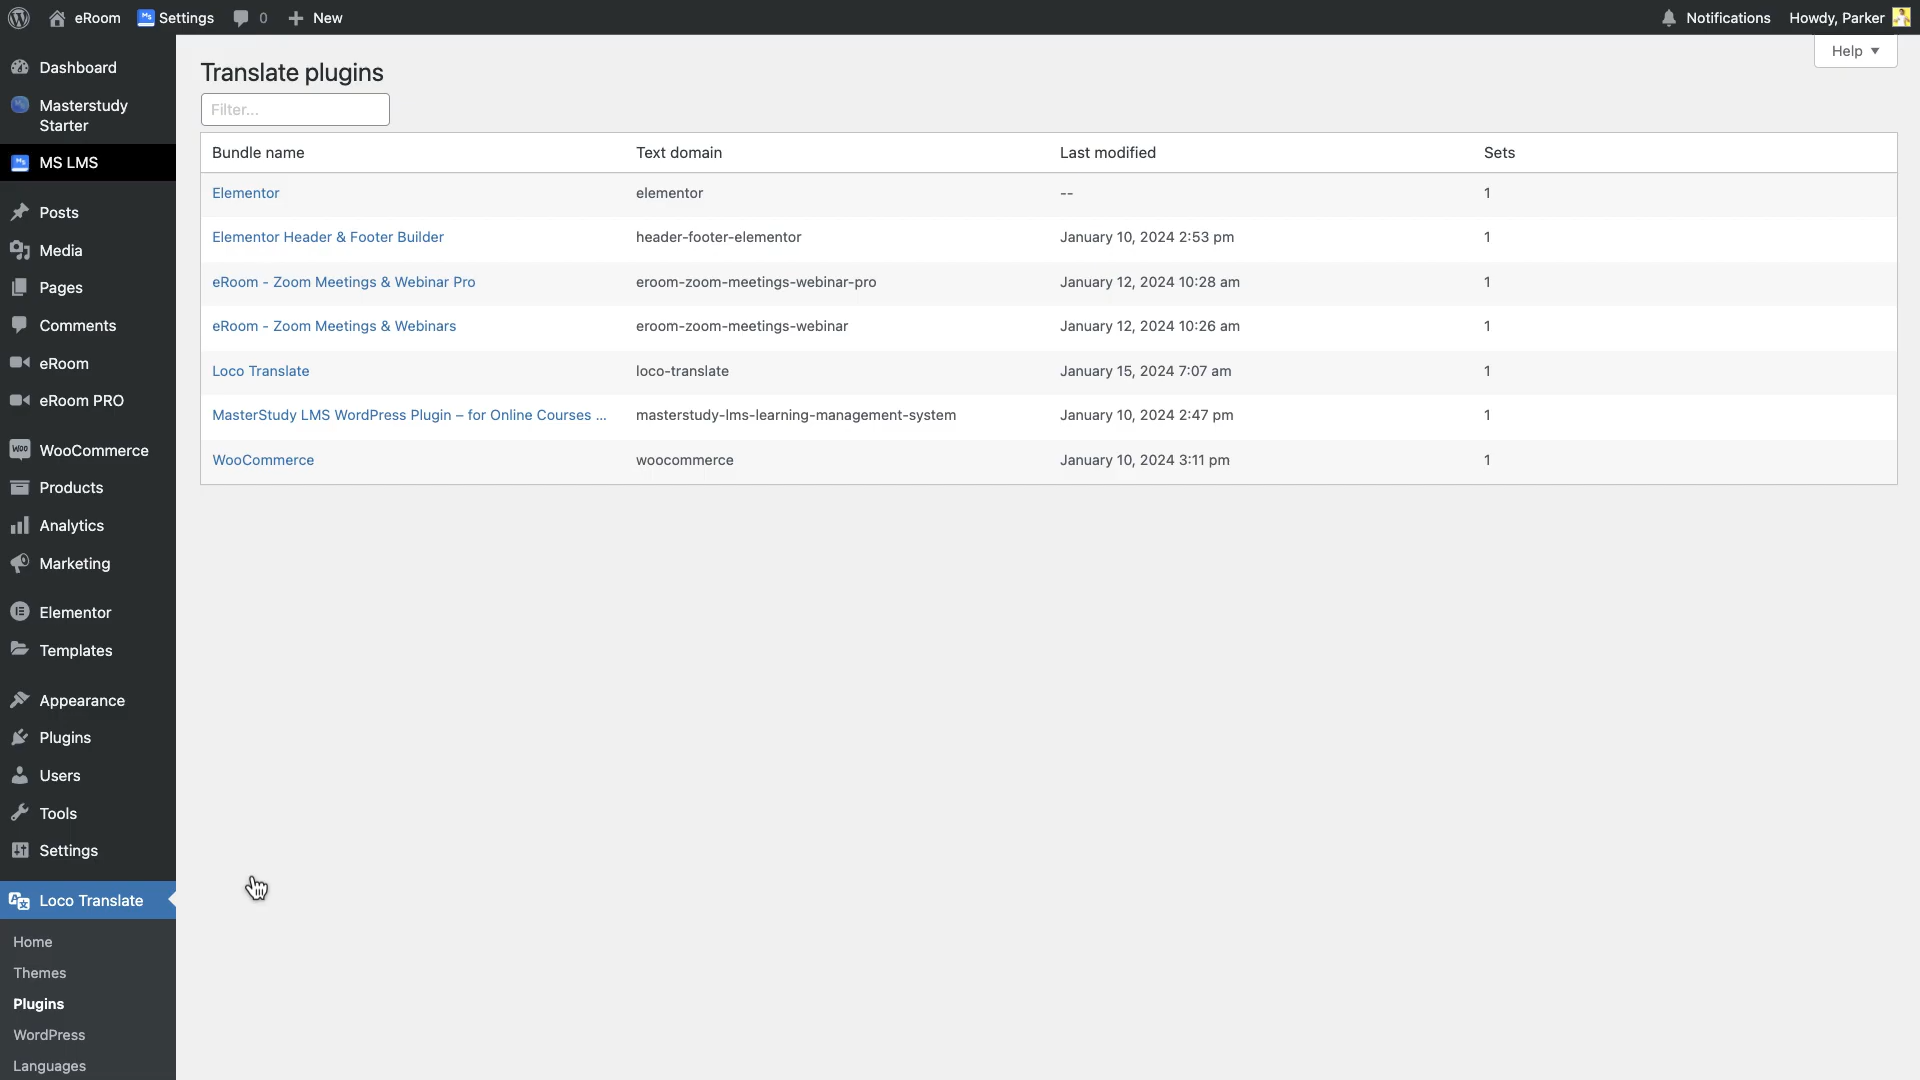 eRoom Settings 0 New Notifications Howdy, Parker
Help
Dashboard
Masterstudy
Starter
MS LMS
Posts
Media
Pages
Comments
eRoom
eRoom PRO
WooCommerce
Products
Analytics
Marketing
Elementor
Templates
Appearance
Plugins
Users
Tools
Settings
Loco Translate
Home
Themes
Plugins
WordPress
Languages
Translate plugins
Filter...
Bundle name Text domain Last modified Sets
Elementor elementor -- 1
Elementor Header & Footer Builder header-footer-elementor January 10, 2024 2:53 pm 1
eRoom - Zoom Meetings & Webinar Pro eroom-zoom-meetings-webinar-pro January 12, 2024 10:28 am 1
eRoom - Zoom Meetings & Webinars eroom-zoom-meetings-webinar January 12, 2024 10:26 am 1
Loco Translate loco-translate January 15, 2024 7:07 am 1
MasterStudy LMS WordPress Plugin – for Online Courses ... masterstudy-lms-learning-management-system January 10, 2024 2:47 pm 1
WooCommerce woocommerce January 10, 2024 3:11 pm 1